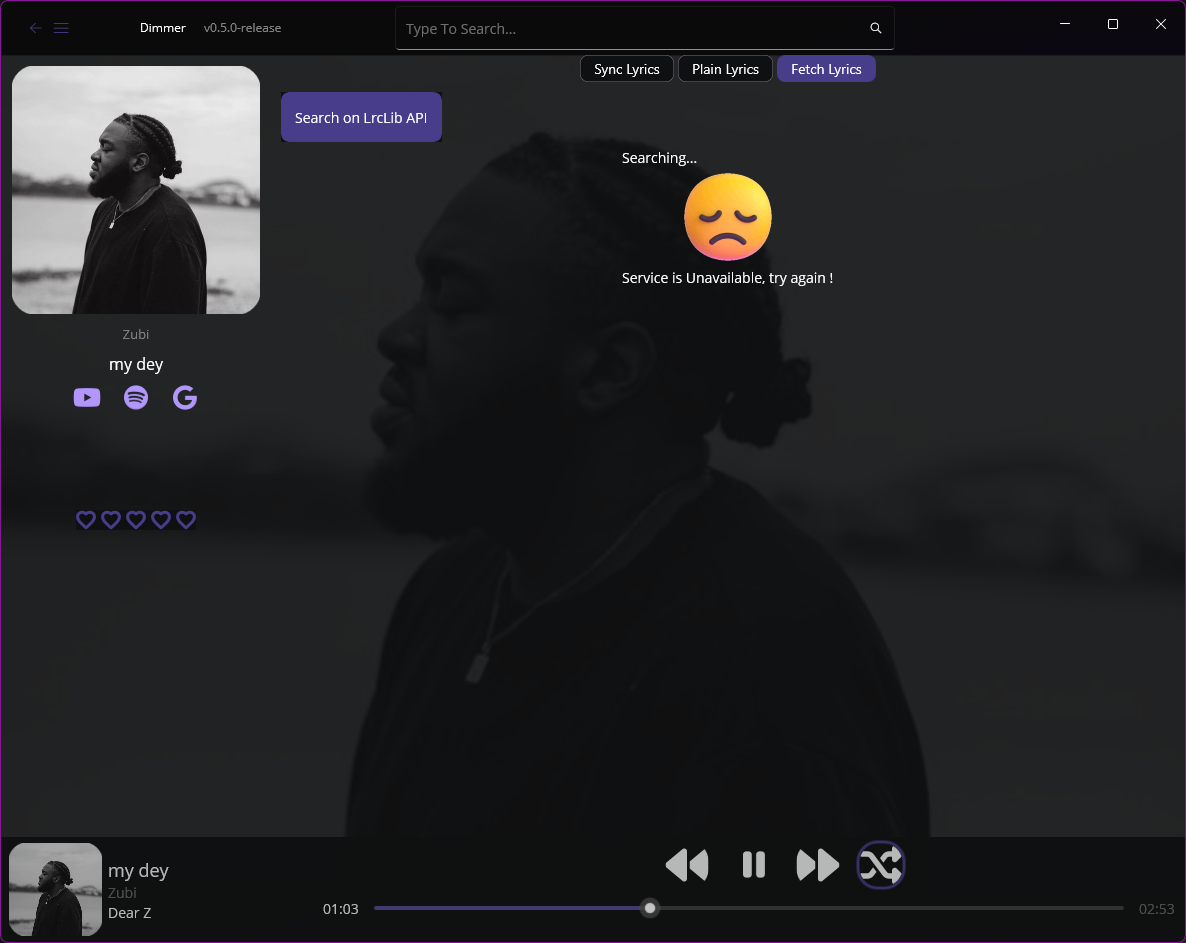 Dimmer v0.5.0-release
Type To Search...
Sync Lyrics Plain Lyrics Fetch Lyrics
Search on LrcLib API
Searching...
Service is Unavailable, try again !
Zubi
my dey
my dey
Zubi
Dear Z
01:03
02:53